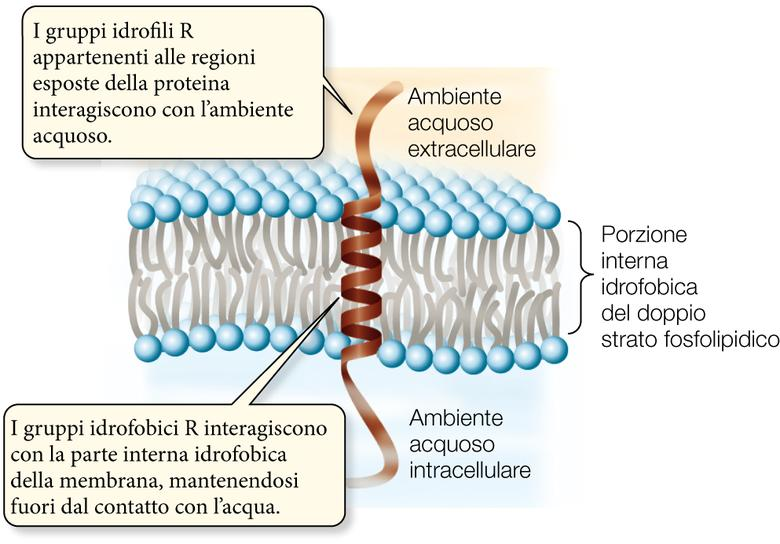 I gruppi idrofili R
appartenenti alle regioni
esposte della proteina
interagiscono con l'ambiente
acquoso.
Ambiente
acquoso
extracellulare
Porzione
interna
idrofobica
del doppio
strato fosfolipidico
I gruppi idrofobici R interagiscono
con la parte interna idrofobica
della membrana, mantenendosi
fuori dal contatto con l'acqua.
Ambiente
acquoso
intracellulare